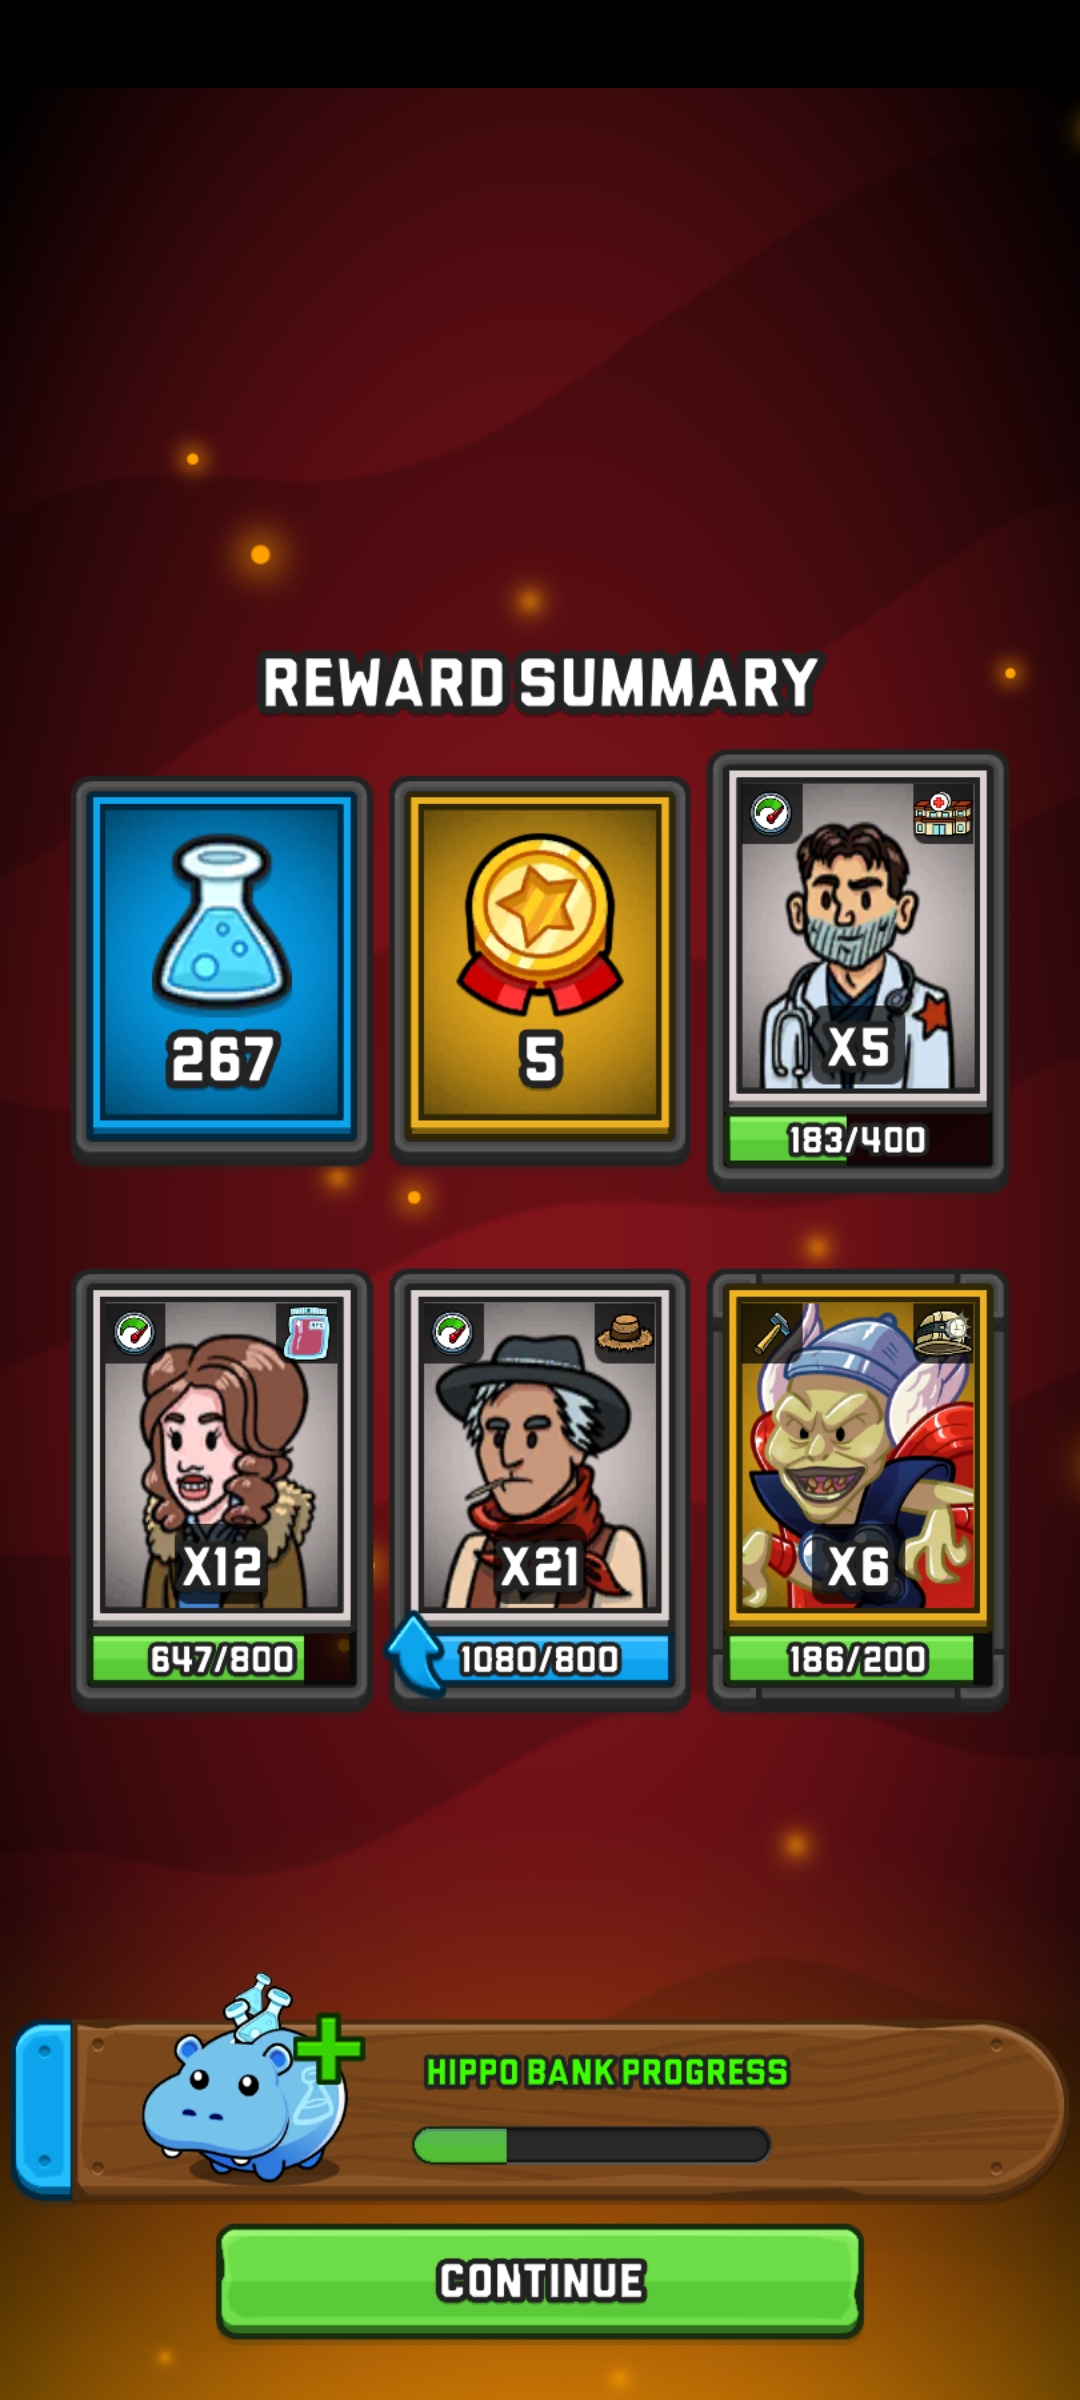 REWARD SUMMARY
267
5
X5
183/400
X12
647/800
X21
1080/800
X6
186/200
HIPPO BANK PROGRESS
CONTINUE